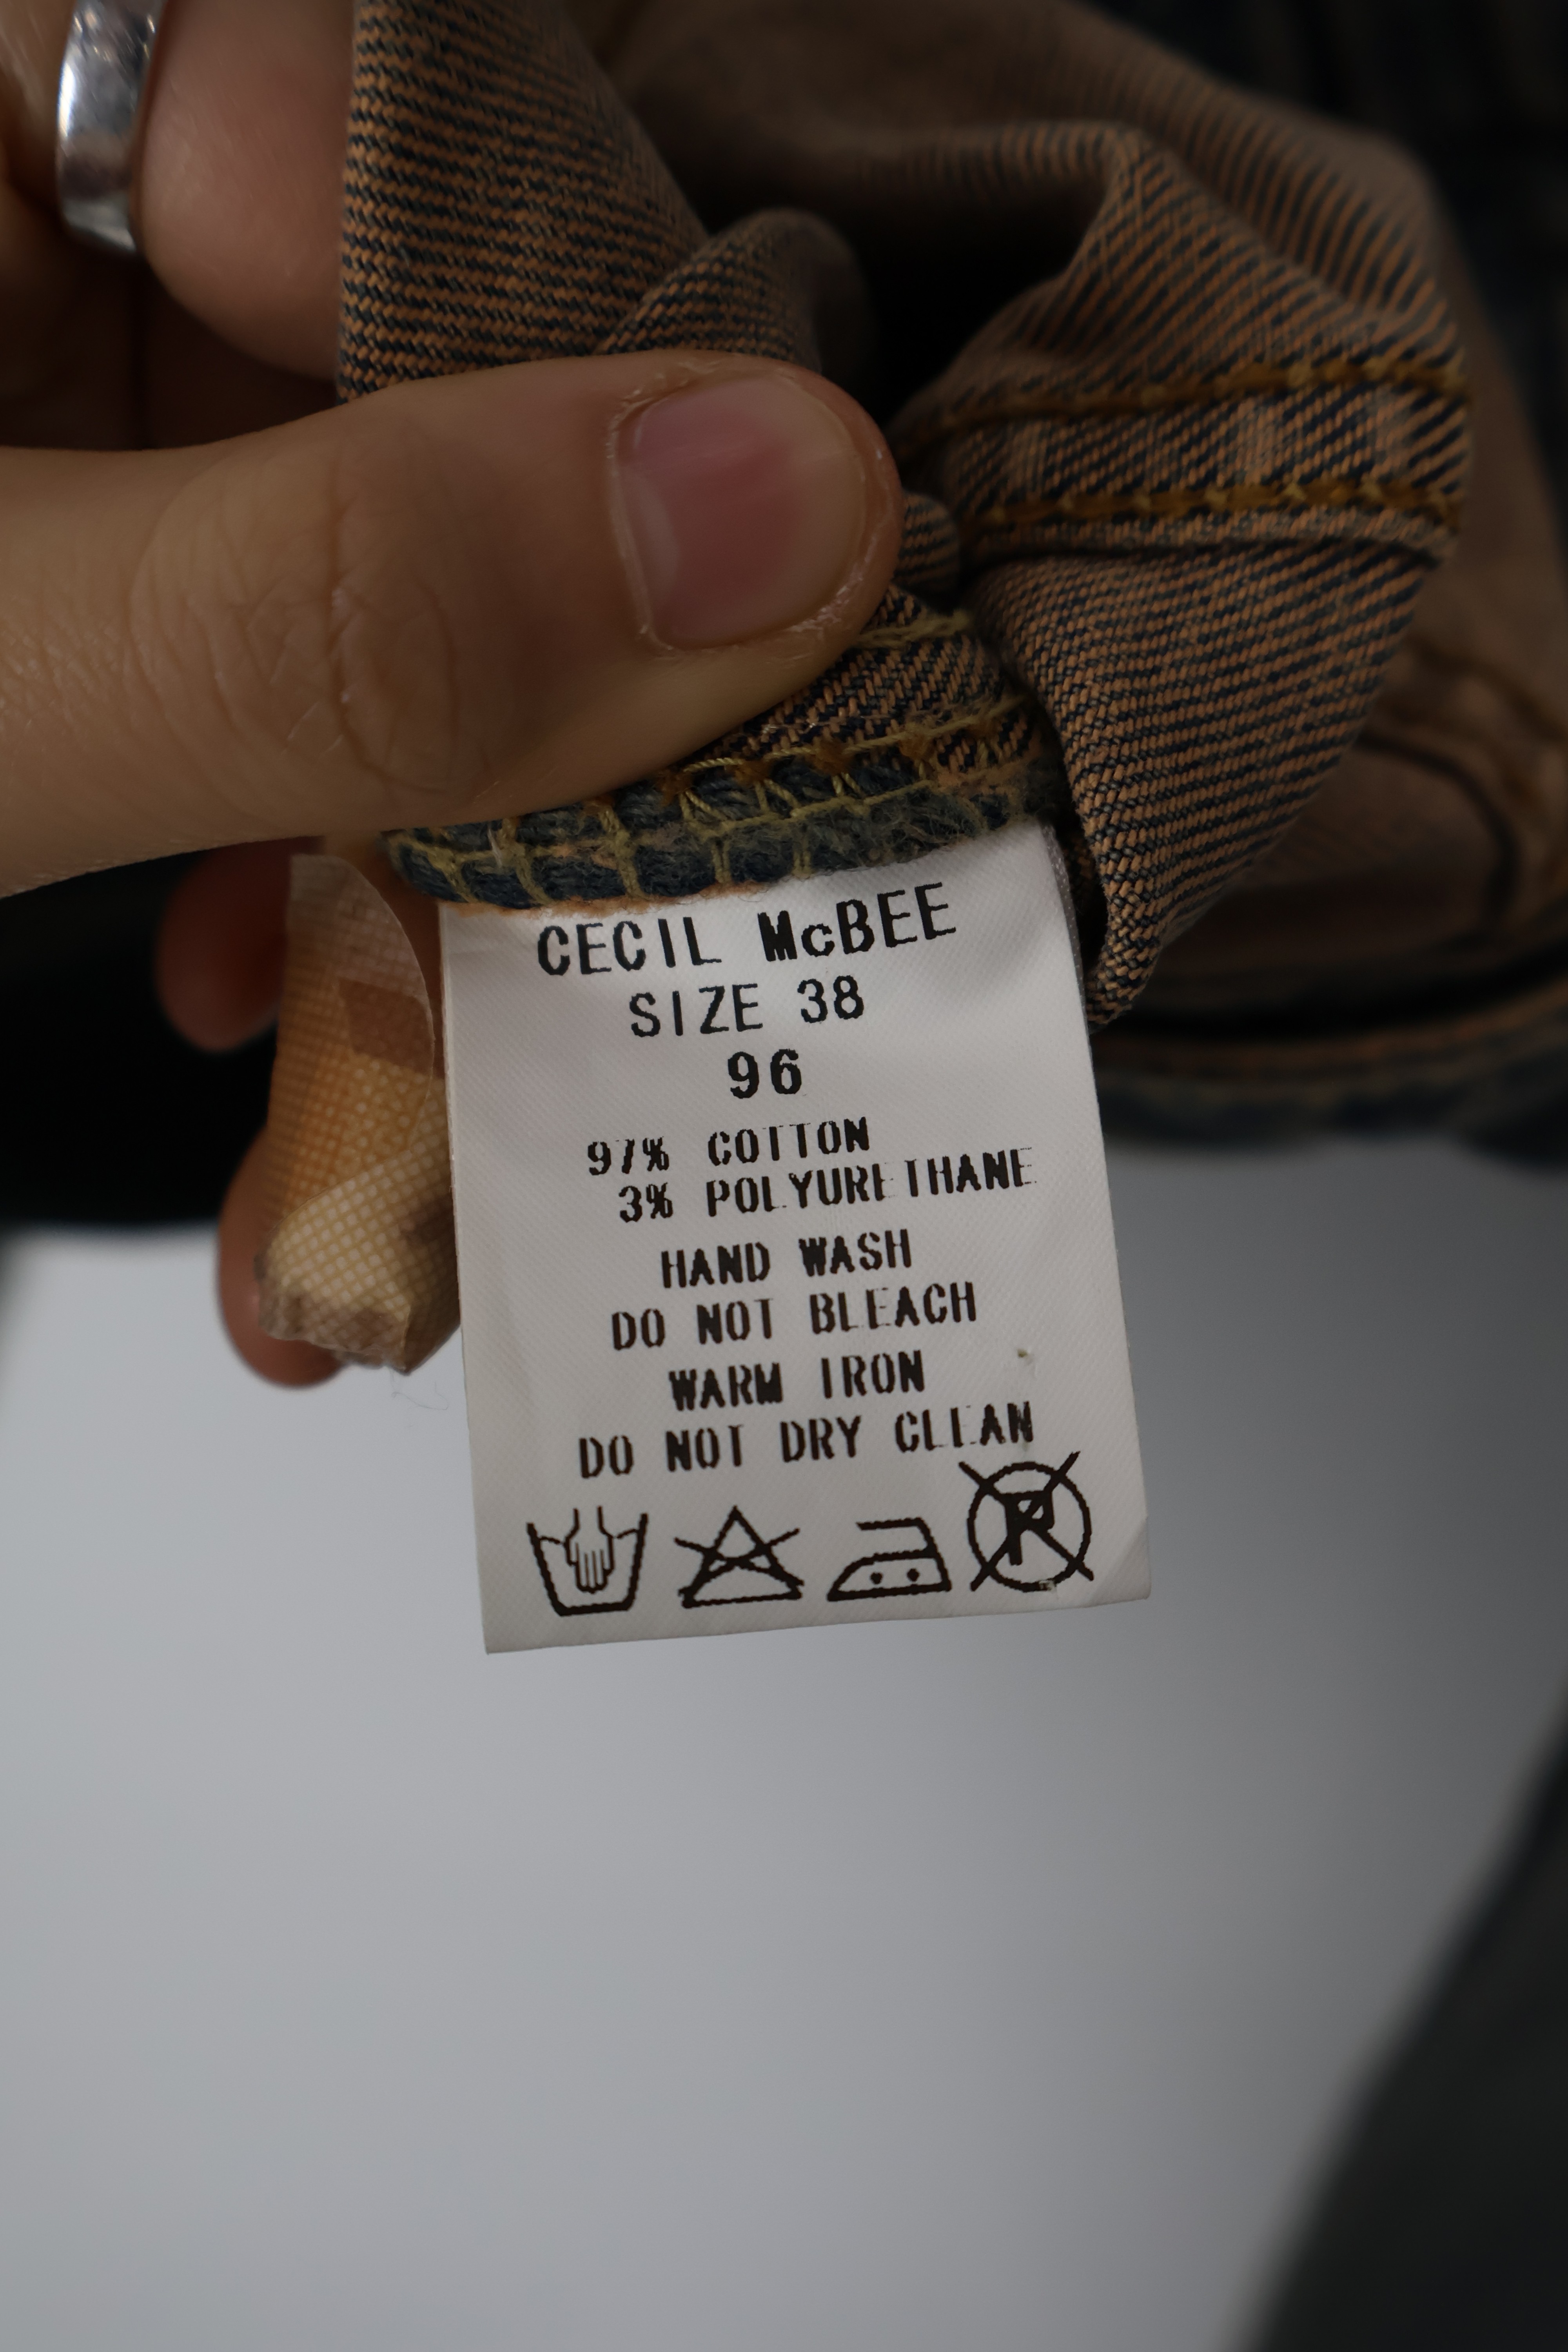 CECIL McBEE
SIZE 38
96
97% COTTON
3% POLYURETHANE
HAND WASH
DO NOT BLEACH
WARM IRON
DO NOT DRY CLEAN
P